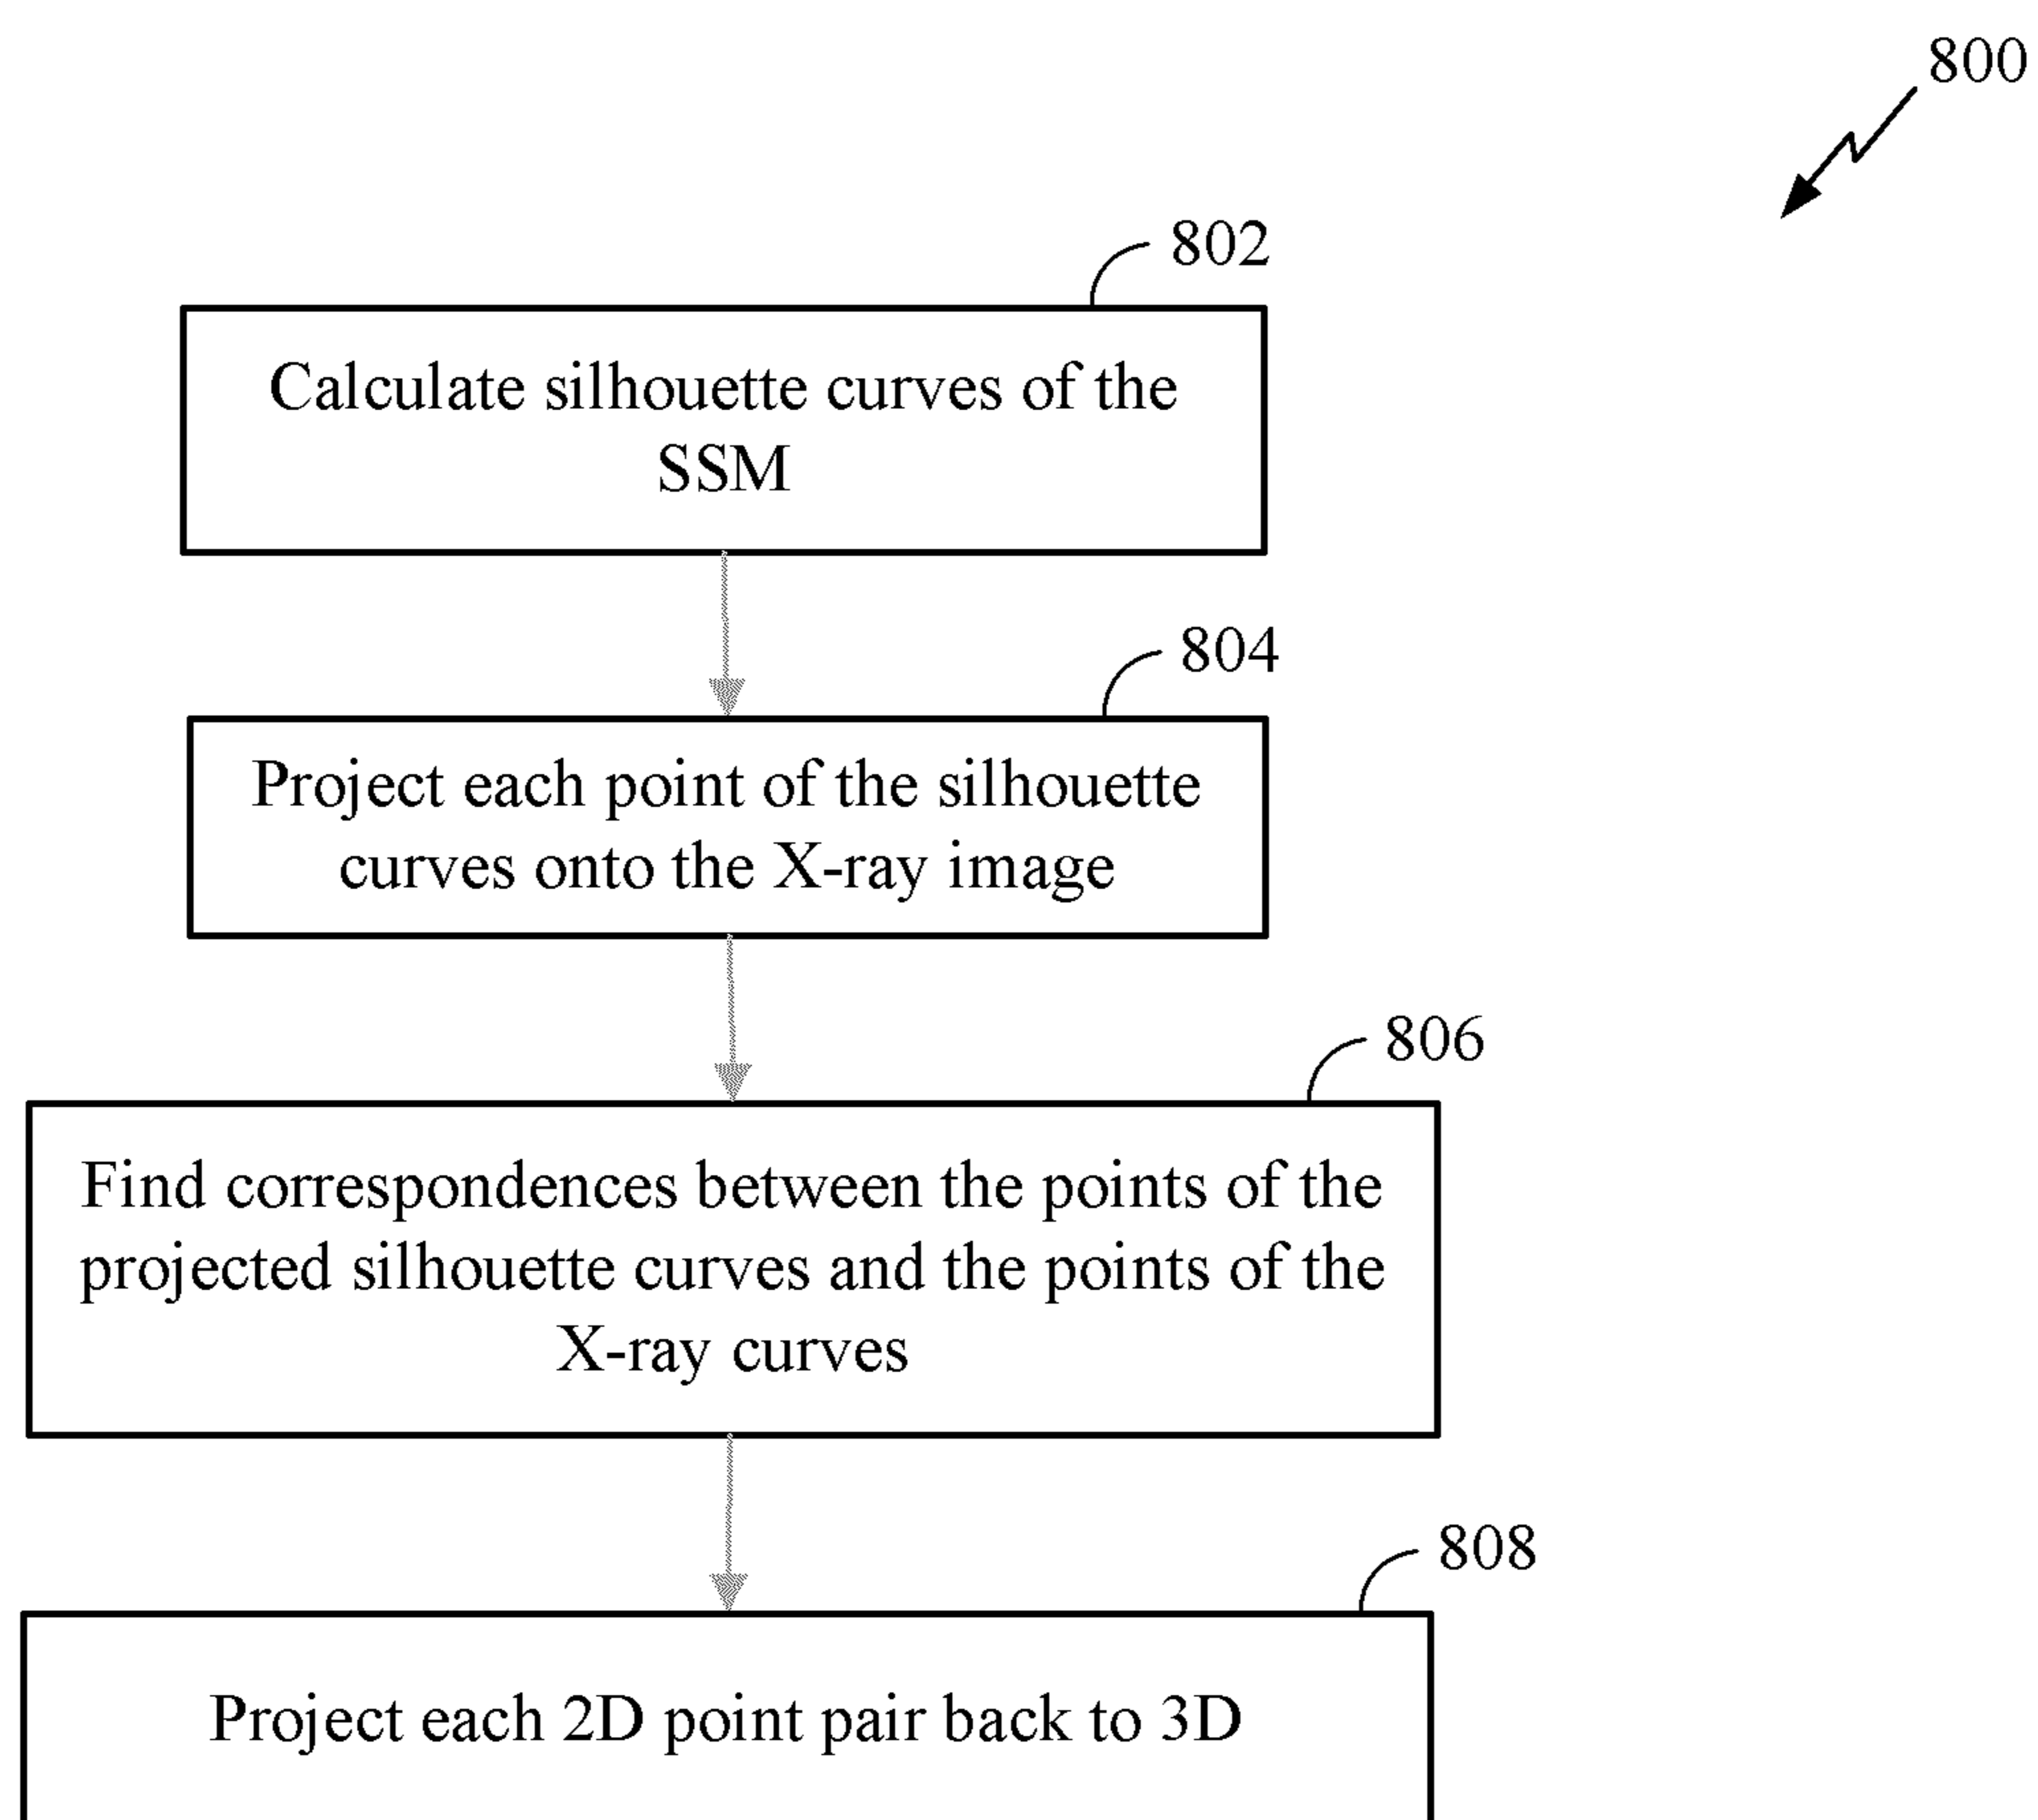 800
802
Calculate silhouette curves of the
SSM
804
Project each point of the silhouette
curves onto the X-ray image
806
Find correspondences between the points of the
projected silhouette curves and the points of the
X-ray curves
808
Project each 2D point pair back to 3D